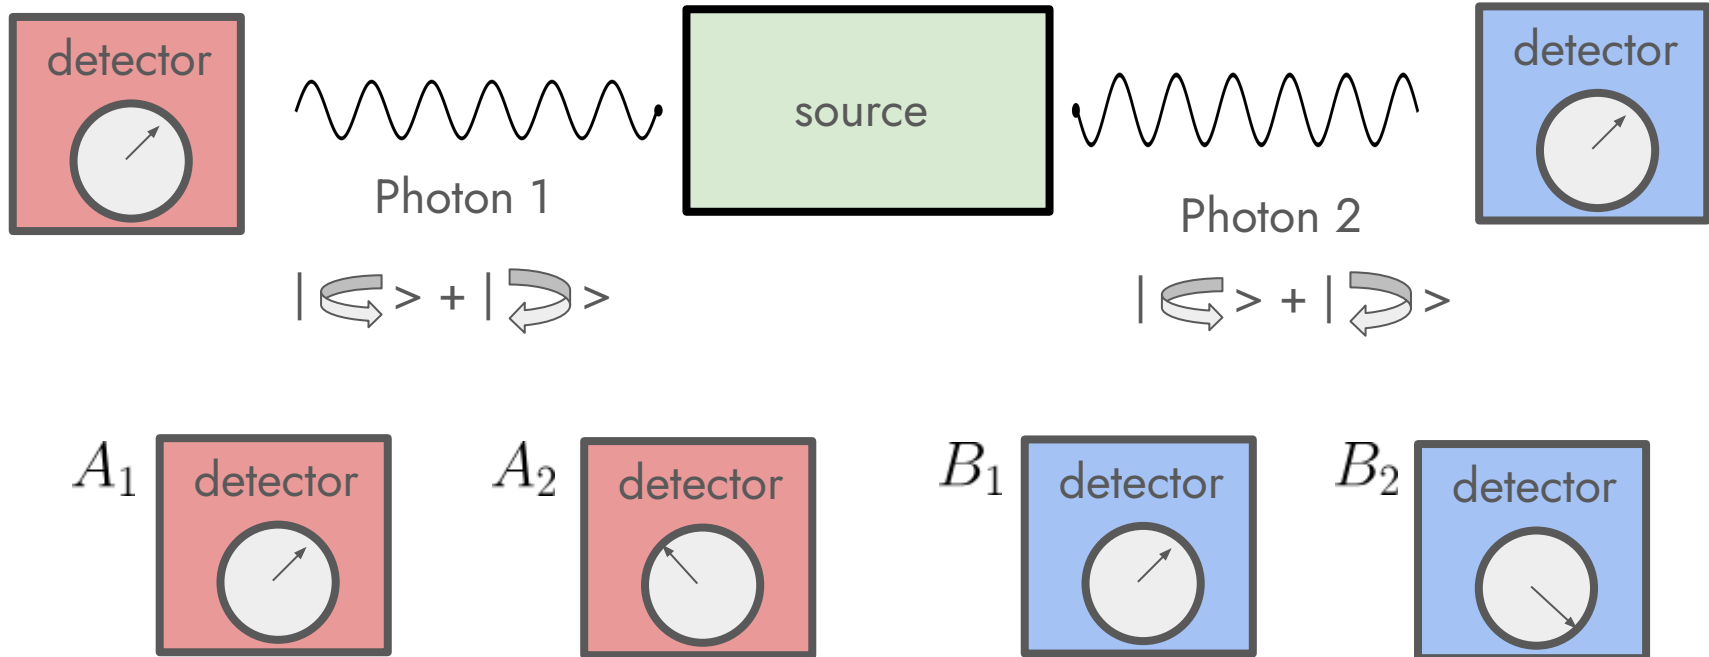 detector
source
detector
Photon 1
Photon 2
| > + | >
| > + | >
A₁
detector
A₂
detector
B₁
detector
B₂
detector